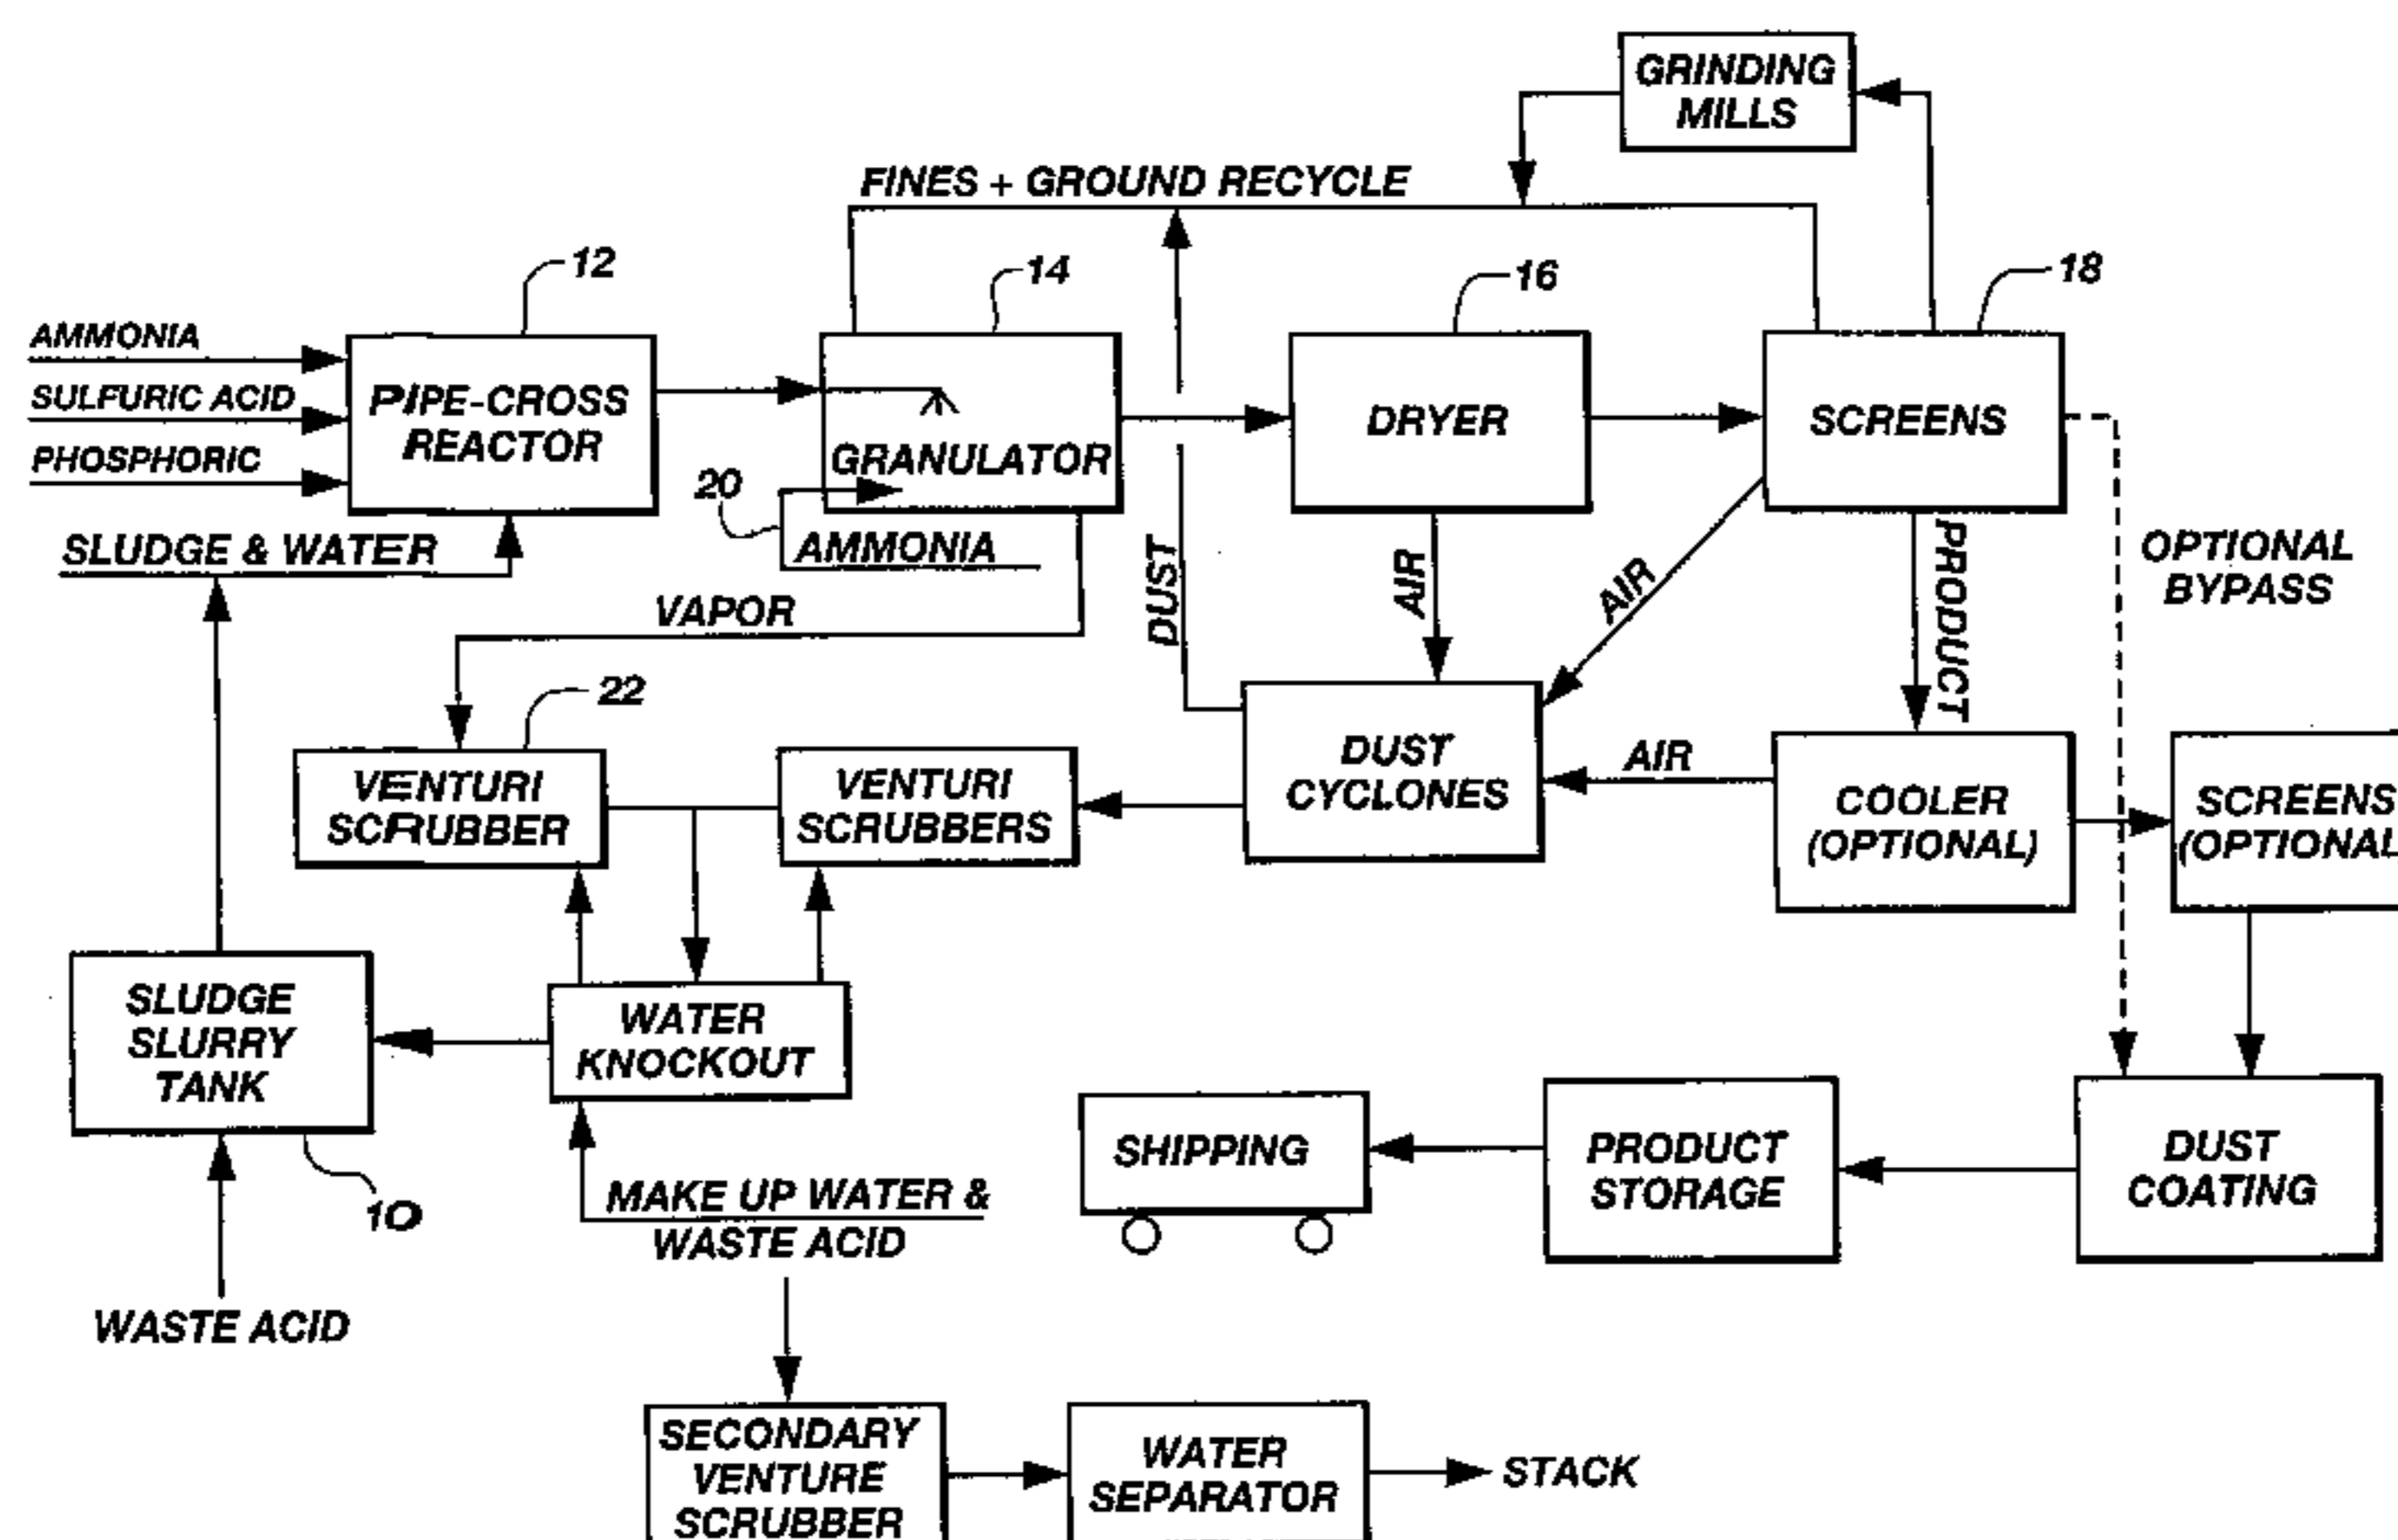 GRINDING
MILLS
FINES + GROUND RECYCLE
12
14
16
18
AMMONIA
SULFURIC ACID
PHOSPHORIC
PIPE-CROSS
REACTOR
GRANULATOR
DRYER
SCREENS
20
AMMONIA
SLUDGE & WATER
VAPOR
DUST
AIR
AIR
PRODUCT
OPTIONAL
BYPASS
22
VENTURI
SCRUBBER
VENTURI
SCRUBBERS
DUST
CYCLONES
AIR
COOLER
(OPTIONAL)
SCREENS
(OPTIONAL
SLUDGE
SLURRY
TANK
WATER
KNOCKOUT
10
MAKE UP WATER &
WASTE ACID
SHIPPING
PRODUCT
STORAGE
DUST
COATING
WASTE ACID
SECONDARY
VENTURE
SCRUBBER
WATER
SEPARATOR
STACK